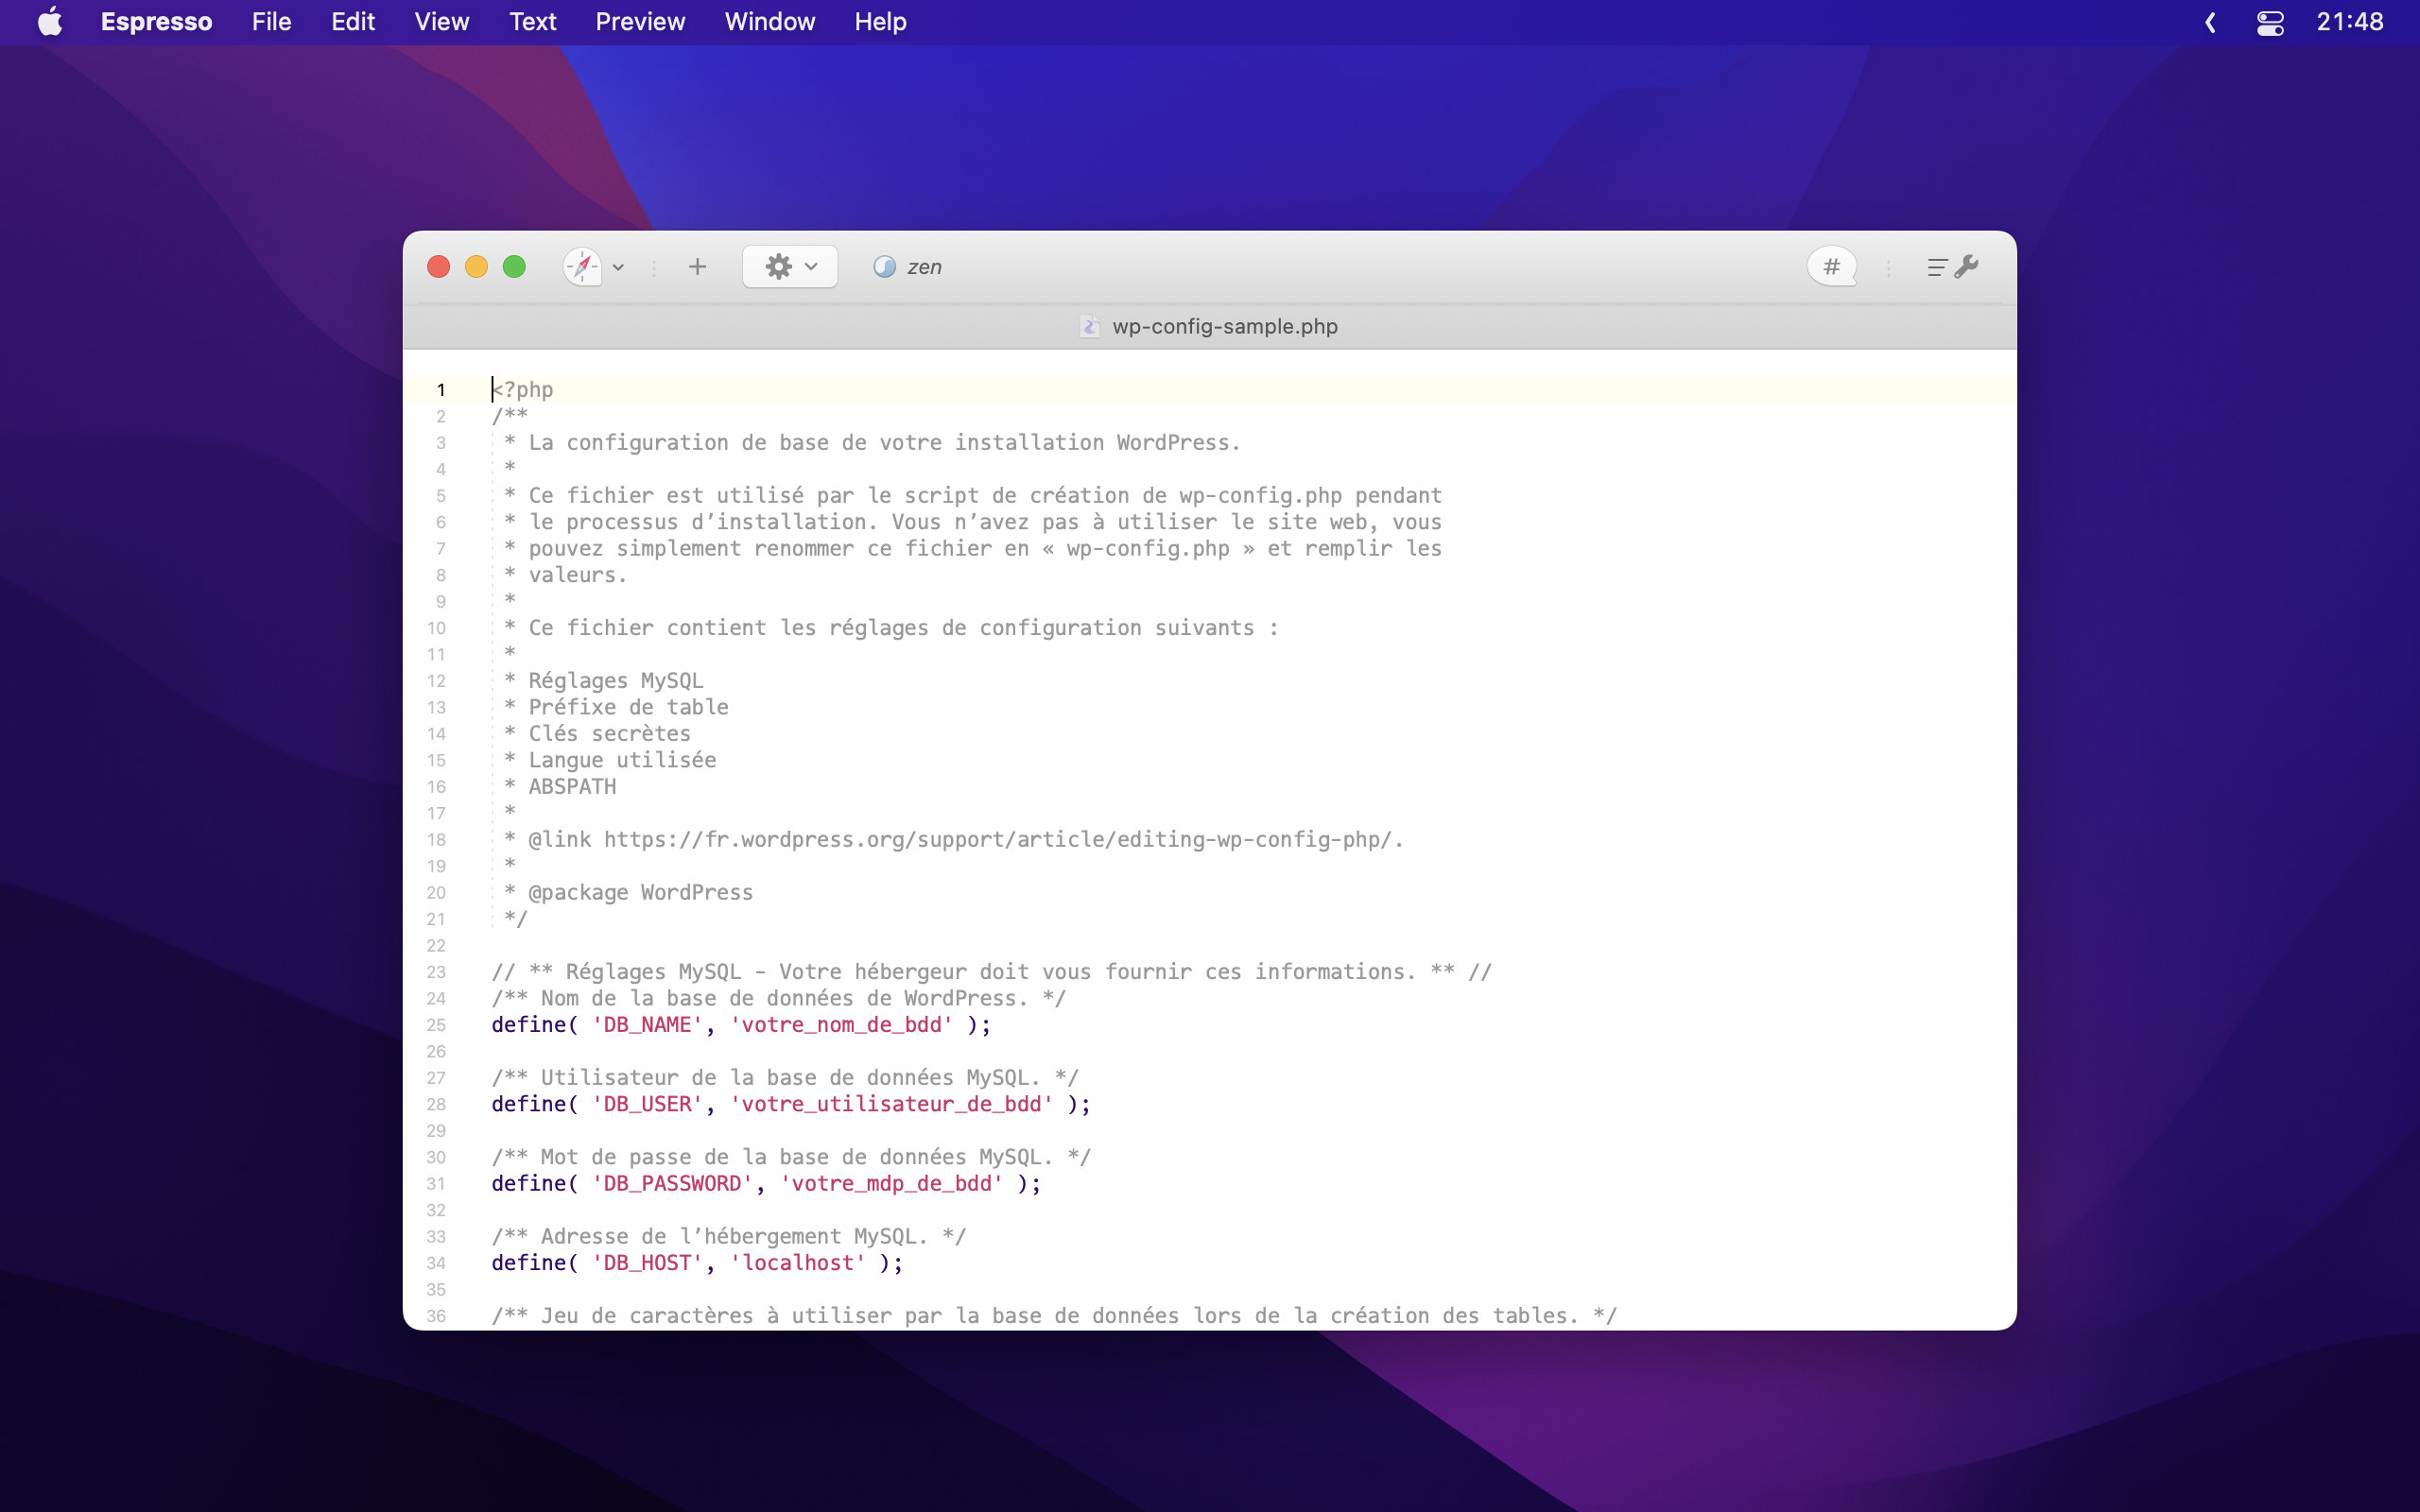 Espresso File Edit View Text Preview Window Help 21:48
zen #
wp-config-sample.php
1 <?php
2 /**
3 * La configuration de base de votre installation WordPress.
4 *
5 * Ce fichier est utilisé par le script de création de wp-config.php pendant
6 * le processus d’installation. Vous n’avez pas à utiliser le site web, vous
7 * pouvez simplement renommer ce fichier en « wp-config.php » et remplir les
8 * valeurs.
9 *
10 * Ce fichier contient les réglages de configuration suivants :
11 *
12 * Réglages MySQL
13 * Préfixe de table
14 * Clés secrètes
15 * Langue utilisée
16 * ABSPATH
17 *
18 * @link https://fr.wordpress.org/support/article/editing-wp-config-php/.
19 *
20 * @package WordPress
21 */
22
23 // ** Réglages MySQL - Votre hébergeur doit vous fournir ces informations. ** //
24 /** Nom de la base de données de WordPress. */
25 define( 'DB_NAME', 'votre_nom_de_bdd' );
26
27 /** Utilisateur de la base de données MySQL. */
28 define( 'DB_USER', 'votre_utilisateur_de_bdd' );
29
30 /** Mot de passe de la base de données MySQL. */
31 define( 'DB_PASSWORD', 'votre_mdp_de_bdd' );
32
33 /** Adresse de l’hébergement MySQL. */
34 define( 'DB_HOST', 'localhost' );
35
36 /** Jeu de caractères à utiliser par la base de données lors de la création des tables. */